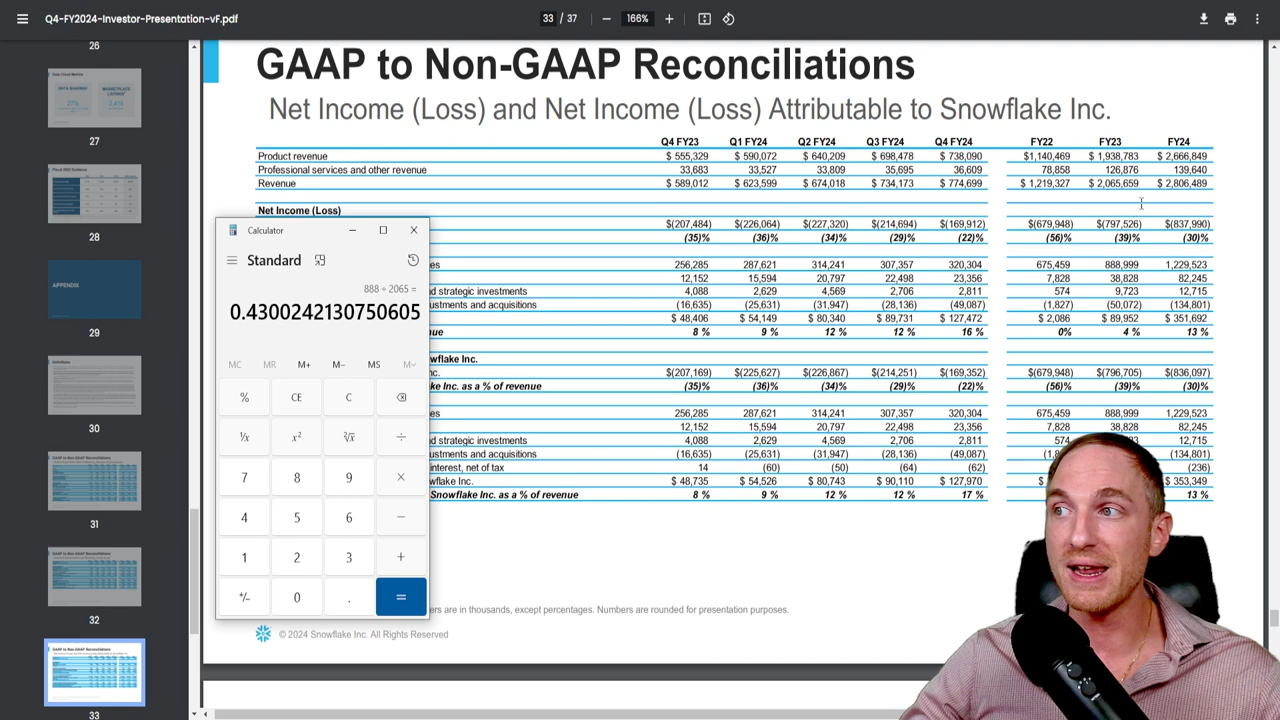 Q4-FY2024-Investor-Presentation-vF.pdf
33 / 37
166%
26
27
28
29
30
31
32
33
APPENDIX
GAAP to Non-GAAP Reconciliations
Net Income (Loss) and Net Income (Loss) Attributable to Snowflake Inc.
Q4 FY23 Q1 FY24 Q2 FY24 Q3 FY24 Q4 FY24 FY22 FY23 FY24
Product revenue $ 555,329 $ 590,072 $ 640,209 $ 698,478 $ 738,090 $1,140,469 $ 1,938,783 $ 2,666,849
Professional services and other revenue 33,683 33,527 33,809 35,695 36,609 78,858 126,876 139,640
Revenue $ 589,012 $ 623,599 $ 674,018 $ 734,173 $ 774,699 $ 1,219,327 $ 2,065,659 $ 2,806,489
Net Income (Loss)
$(207,484) $(226,064) $(227,320) $(214,694) $(169,912) $(679,948) $(797,526) $(837,990)
(35)% (36)% (34)% (29)% (22)% (56)% (39)% (30)%
es 256,285 287,621 314,241 307,357 320,304 675,459 888,999 1,229,523
12,152 15,594 20,797 22,498 23,356 7,828 38,828 82,245
d strategic investments 4,088 2,629 4,569 2,706 2,811 574 9,723 12,715
ustments and acquisitions (16,635) (25,631) (31,947) (28,136) (49,087) (1,827) (50,072) (134,801)
$ 48,406 $ 54,149 $ 80,340 $ 89,731 $ 127,472 $ 2,086 $ 89,952 $ 351,692
nue 8 % 9 % 12 % 12 % 16 % 0% 4 % 13 %
wflake Inc.
nc. $(207,169) $(225,627) $(226,867) $(214,251) $(169,352) $(679,948) $(796,705) $(836,097)
ke Inc. as a % of revenue (35)% (36)% (34)% (29)% (22)% (56)% (39)% (30)%
es 256,285 287,621 314,241 307,357 320,304 675,459 888,999 1,229,523
12,152 15,594 20,797 22,498 23,356 7,828 38,828 82,245
d strategic investments 4,088 2,629 4,569 2,706 2,811 574 12,715
ustments and acquisitions (16,635) (25,631) (31,947) (28,136) (49,087) (134,801)
interest, net of tax 14 (60) (50) (64) (62) (236)
wflake Inc. $ 48,735 $ 54,526 $ 80,743 $ 90,110 $ 127,970 $ 353,349
Snowflake Inc. as a % of revenue 8 % 9 % 12 % 12 % 17 % 13 %
ers are in thousands, except percentages. Numbers are rounded for presentation purposes.
© 2024 Snowflake Inc. All Rights Reserved
Calculator
Standard
888 ÷ 2065 =
0.4300242130750605
MC MR M+ M− MS M˅
% CE C ⌫
¹/x x² ²√x ÷
7 8 9 ×
4 5 6 −
1 2 3 +
+/− 0 . =